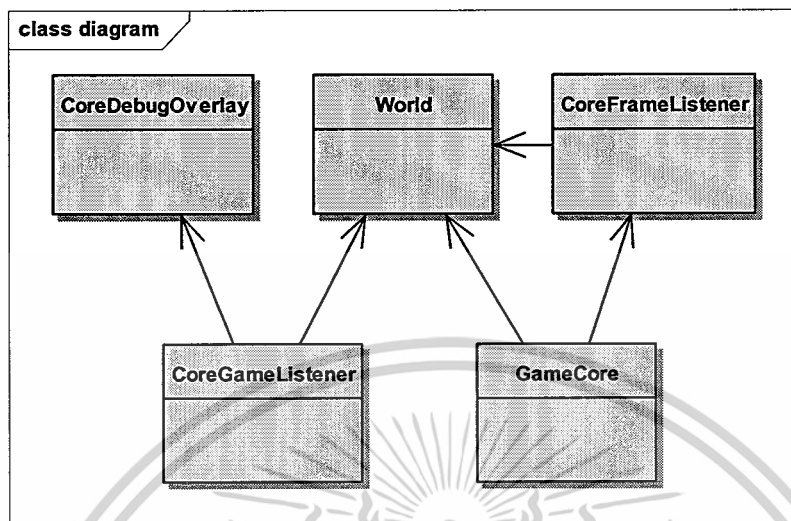 class diagram
CoreDebugOverlay
World
CoreFrameListener
CoreGameListener
GameCore